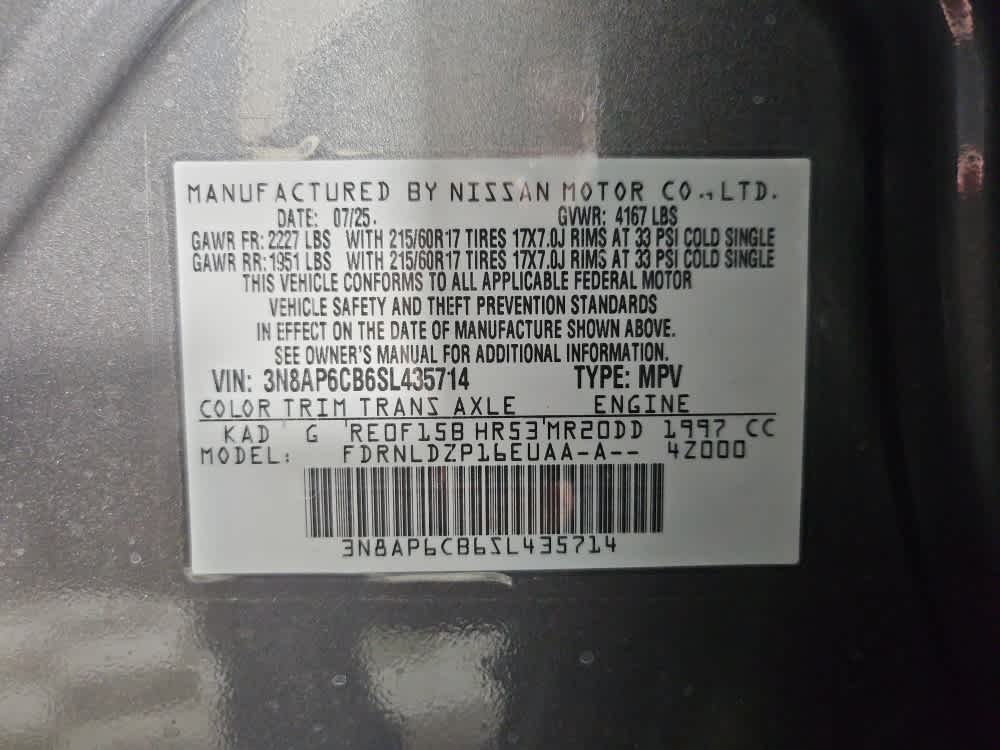 MANUFACTURED BY NISSAN MOTOR CO.,LTD.
DATE: 07/25. GVWR: 4167 LBS
GAWR FR: 2227 LBS WITH 215/60R17 TIRES 17X7.0J RIMS AT 33 PSI COLD SINGLE
GAWR RR: 1951 LBS WITH 215/60R17 TIRES 17X7.0J RIMS AT 33 PSI COLD SINGLE
THIS VEHICLE CONFORMS TO ALL APPLICABLE FEDERAL MOTOR
VEHICLE SAFETY AND THEFT PREVENTION STANDARDS
IN EFFECT ON THE DATE OF MANUFACTURE SHOWN ABOVE.
SEE OWNER'S MANUAL FOR ADDITIONAL INFORMATION.
VIN: 3N8AP6CB6SL435714 TYPE: MPV
COLOR TRIM TRANS AXLE ENGINE
KAD G RE0F15B HR53 MR20DD 1997 CC
MODEL: FDRNLDZP16EUAA-A-- 4Z000
3N8AP6CB6SL435714